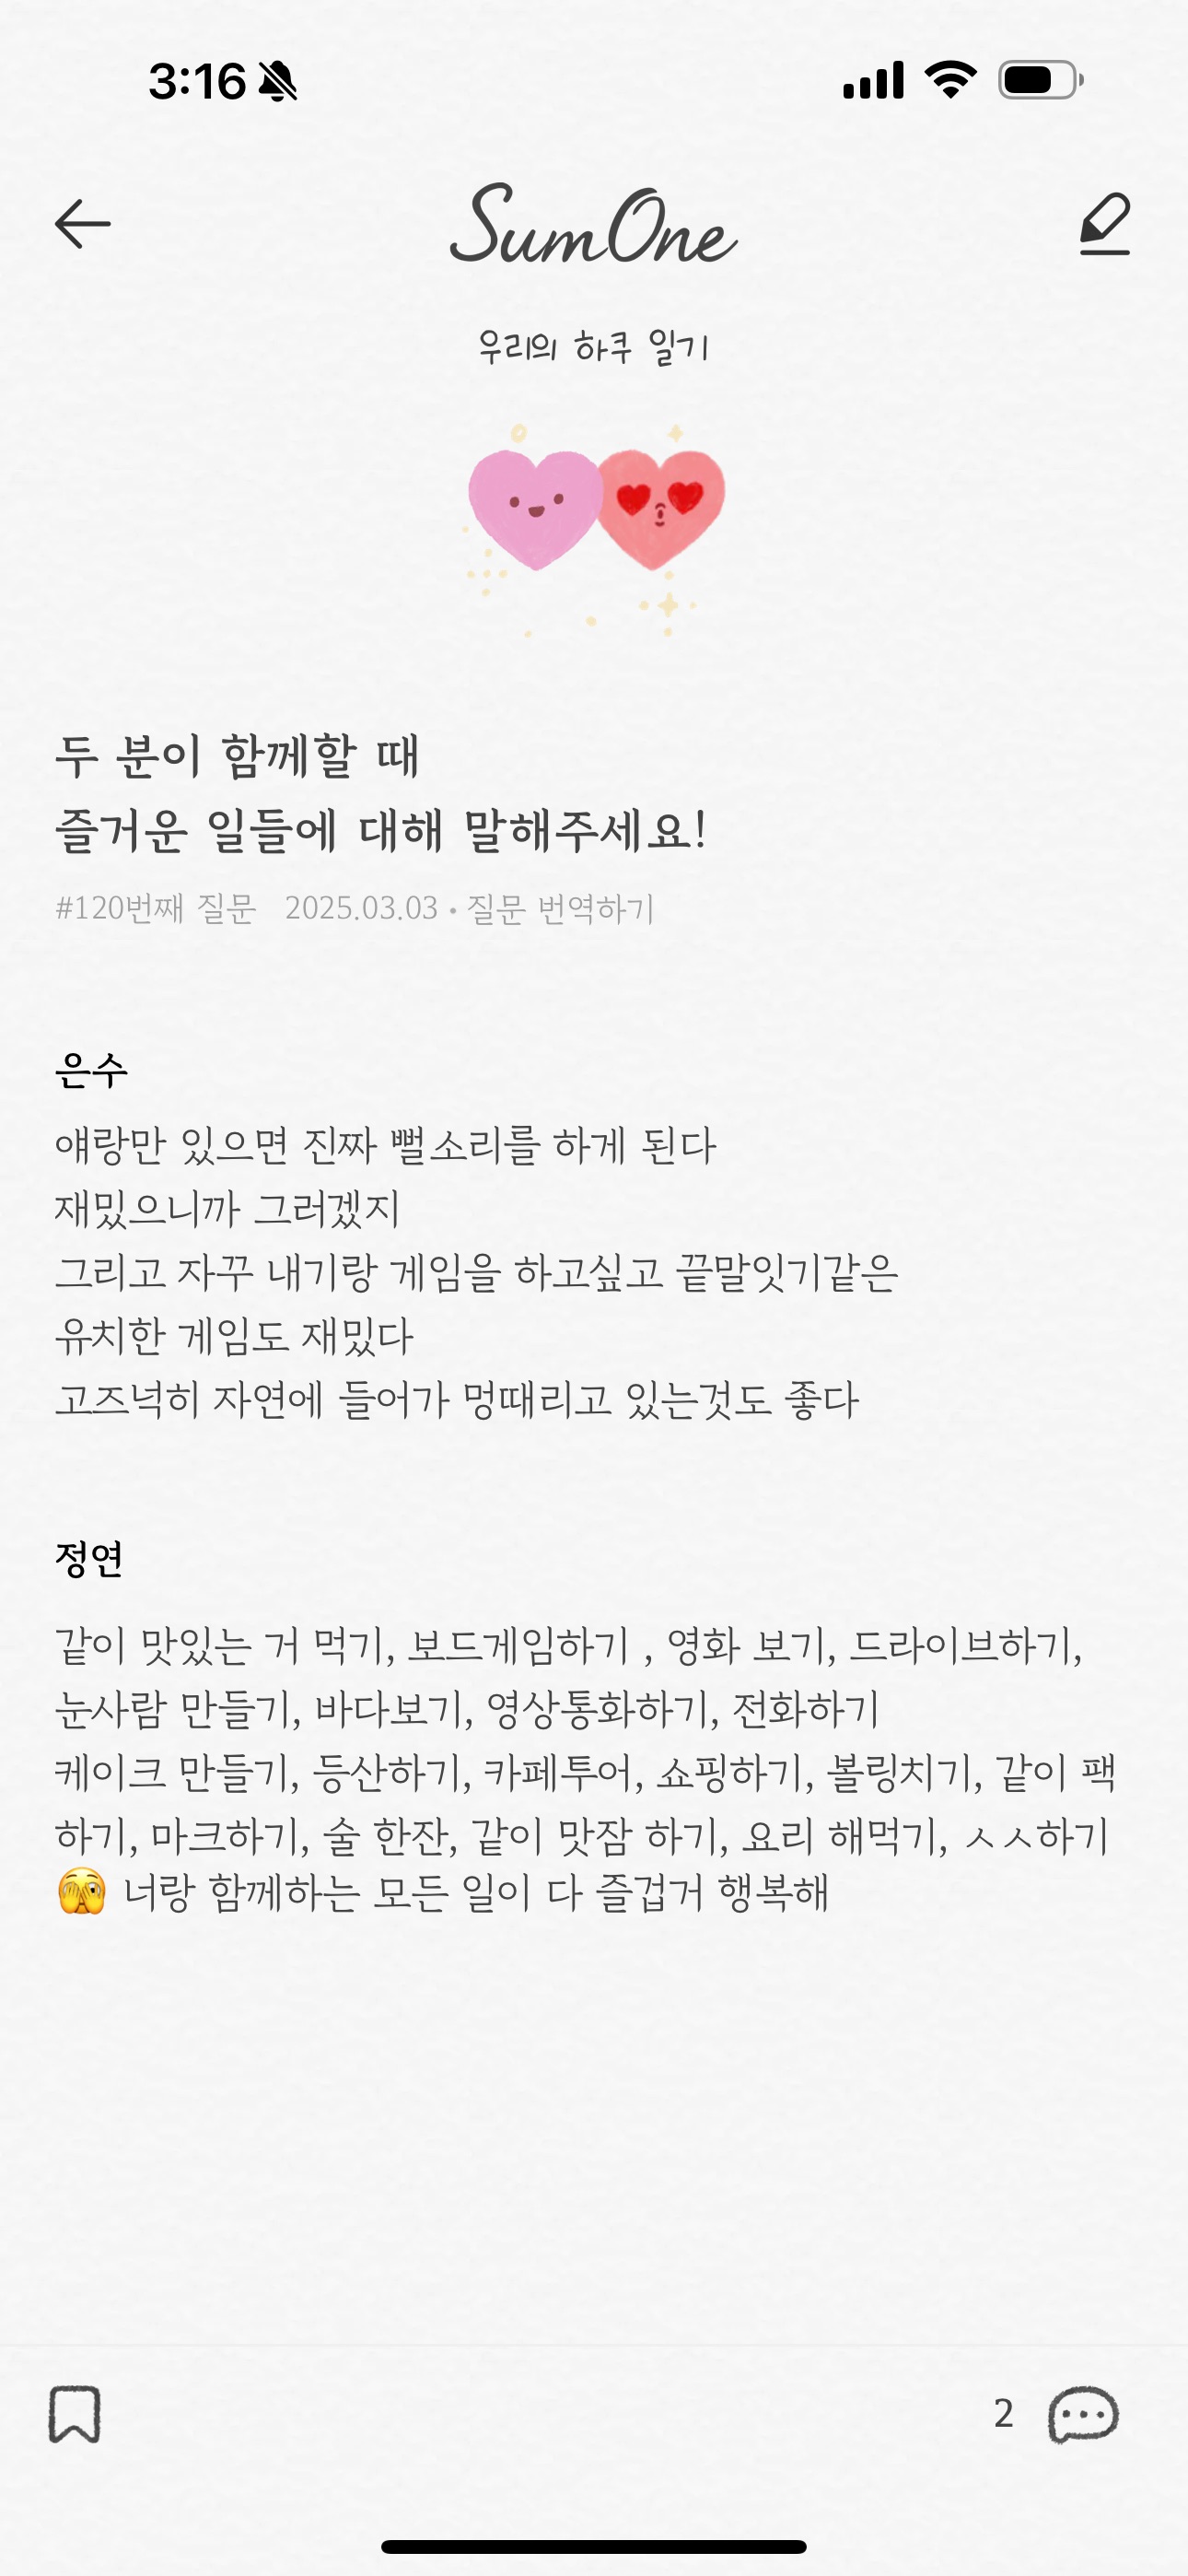 3:16
SumOne
우리의 하루 일기
두 분이 함께할 때
즐거운 일들에 대해 말해주세요!
#120번째 질문 2025.03.03 • 질문 번역하기
은수
얘랑만 있으면 진짜 뻘소리를 하게 된다
재밌으니까 그러겠지
그리고 자꾸 내기랑 게임을 하고싶고 끝말잇기같은
유치한 게임도 재밌다
고즈넉히 자연에 들어가 멍때리고 있는것도 좋다
정연
같이 맛있는 거 먹기, 보드게임하기 , 영화 보기, 드라이브하기,
눈사람 만들기, 바다보기, 영상통화하기, 전화하기
케이크 만들기, 등산하기, 카페투어, 쇼핑하기, 볼링치기, 같이 팩
하기, 마크하기, 술 한잔, 같이 맛잠 하기, 요리 해먹기, ㅅㅅ하기
🫣 너랑 함께하는 모든 일이 다 즐겁거 행복해
2